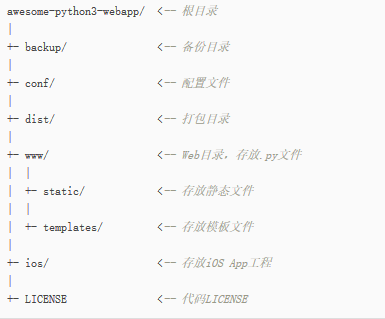 awesome-python3-webapp/  <-- 根目录
|
+- backup/               <-- 备份目录
|
+- conf/                 <-- 配置文件
|
+- dist/                 <-- 打包目录
|
+- www/                  <-- Web目录，存放.py文件
|  |
|  +- static/            <-- 存放静态文件
|  |
|  +- templates/         <-- 存放模板文件
|
+- ios/                  <-- 存放iOS App工程
|
+- LICENSE               <-- 代码LICENSE